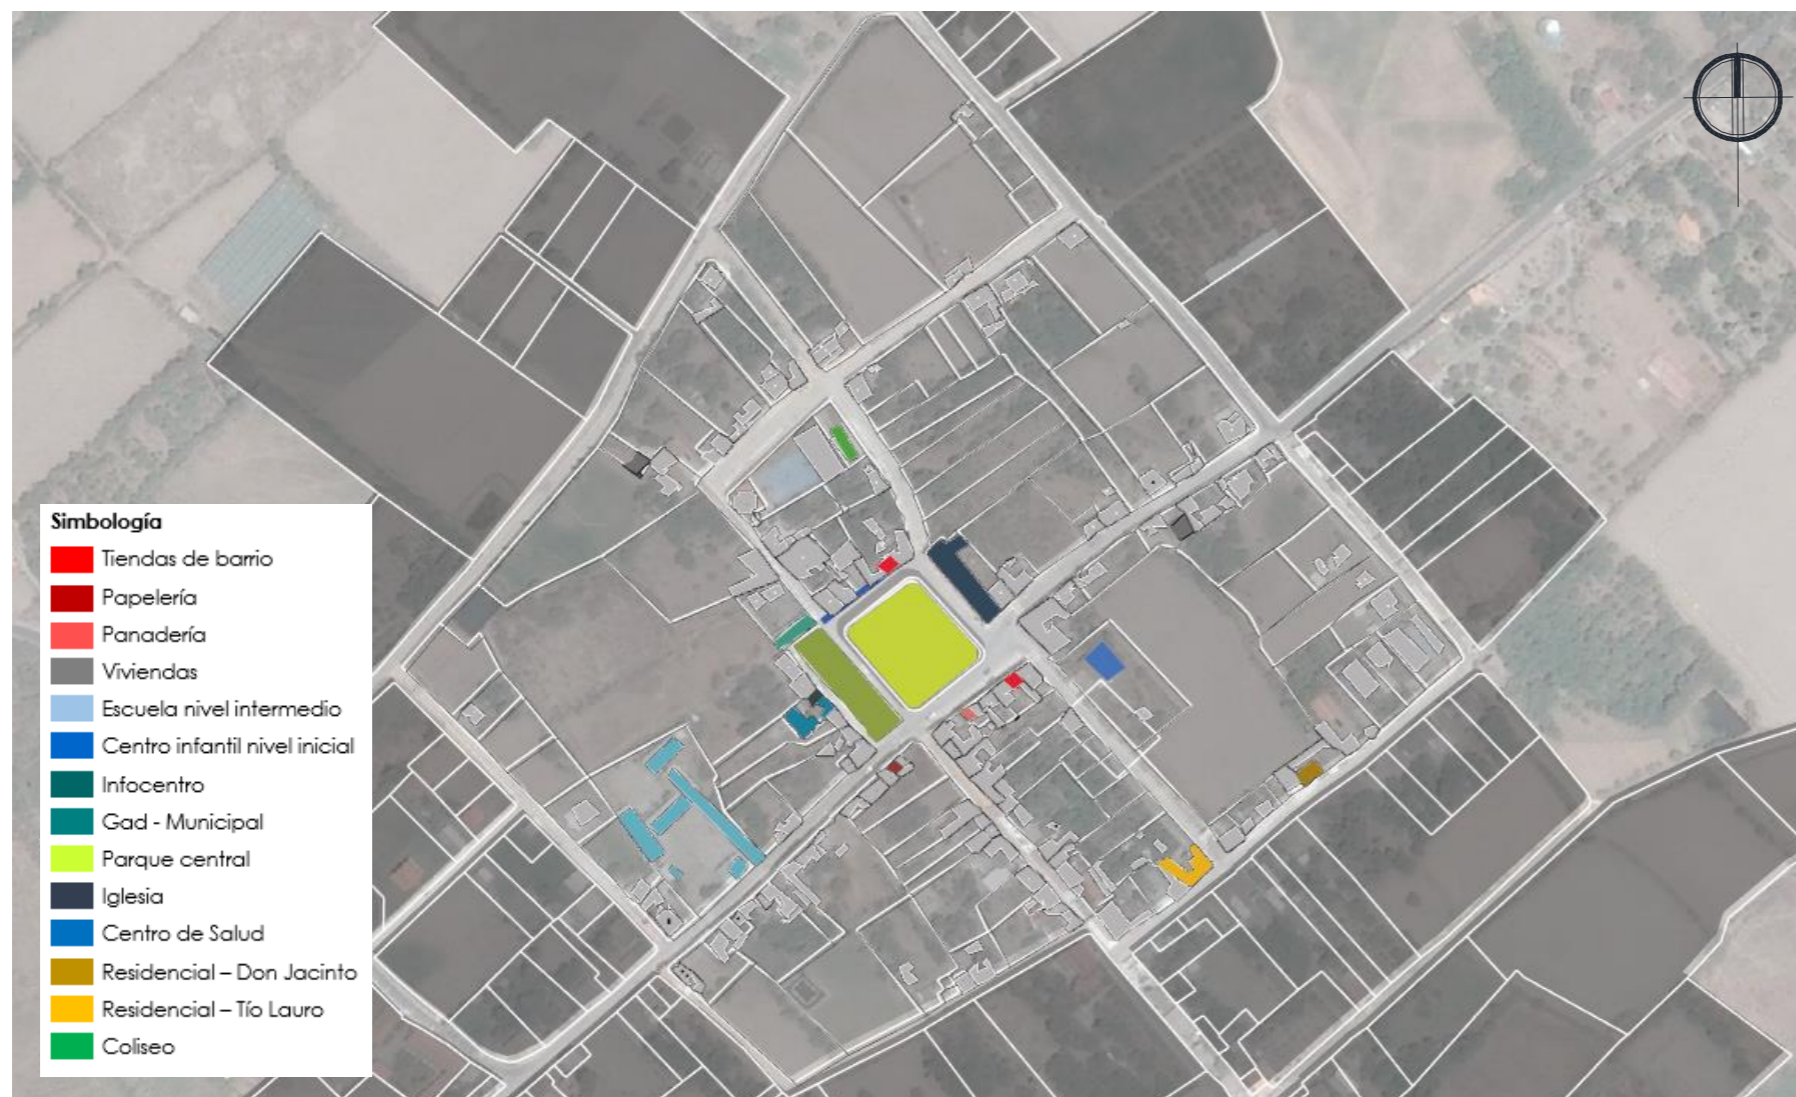 Simbología
Tiendas de barrio
Papelería
Panadería
Viviendas
Escuela nivel intermedio
Centro infantil nivel inicial
Infocentro
Gad - Municipal
Parque central
Iglesia
Centro de Salud
Residencial – Don Jacinto
Residencial – Tío Lauro
Coliseo